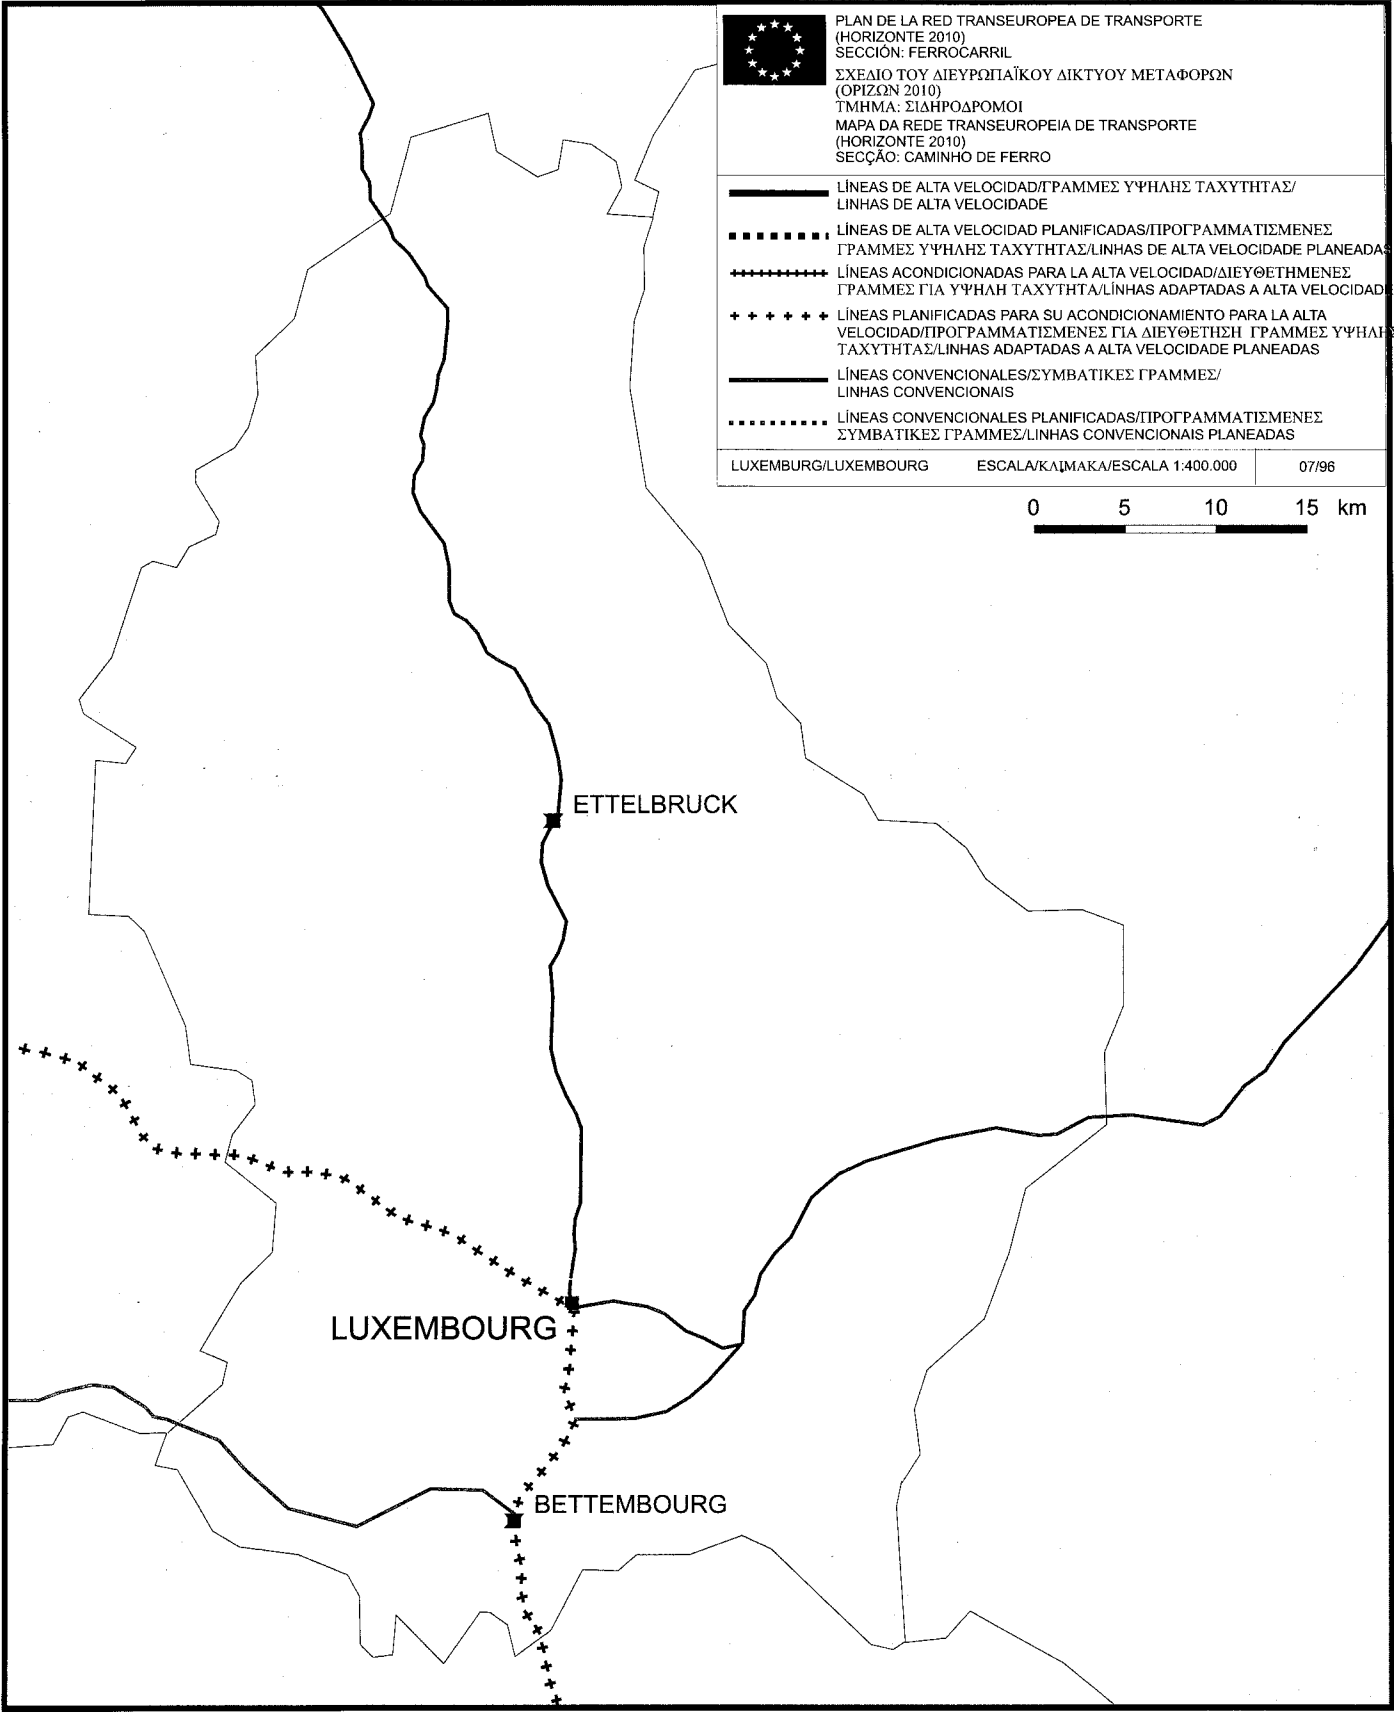 PLAN DE LA RED TRANSEUROPEA DE TRANSPORTE
(HORIZONTE 2010)
SECCIÓN: FERROCARRIL
ΣΧΕΔΙΟ ΤΟΥ ΔΙΕΥΡΩΠΑΪΚΟΥ ΔΙΚΤΥΟΥ ΜΕΤΑΦΟΡΩΝ
(ΟΡΙΖΩΝ 2010)
ΤΜΗΜΑ: ΣΙΔΗΡΟΔΡΟΜΟΙ
MAPA DA REDE TRANSEUROPEIA DE TRANSPORTE
(HORIZONTE 2010)
SECÇÃO: CAMINHO DE FERRO
LÍNEAS DE ALTA VELOCIDAD/ΓΡΑΜΜΕΣ ΥΨΗΛΗΣ ΤΑΧΥΤΗΤΑΣ/
LINHAS DE ALTA VELOCIDADE
LÍNEAS DE ALTA VELOCIDAD PLANIFICADAS/ΠΡΟΓΡΑΜΜΑΤΙΣΜΕΝΕΣ
ΓΡΑΜΜΕΣ ΥΨΗΛΗΣ ΤΑΧΥΤΗΤΑΣ/LINHAS DE ALTA VELOCIDADE PLANEADAS
LÍNEAS ACONDICIONADAS PARA LA ALTA VELOCIDAD/ΔΙΕΥΘΕΤΗΜΕΝΕΣ
ΓΡΑΜΜΕΣ ΓΙΑ ΥΨΗΛΗ ΤΑΧΥΤΗΤΑ/LÍNHAS ADAPTADAS A ALTA VELOCIDADE
LÍNEAS PLANIFICADAS PARA SU ACONDICIONAMIENTO PARA LA ALTA
VELOCIDAD/ΠΡΟΓΡΑΜΜΑΤΙΣΜΕΝΕΣ ΓΙΑ ΔΙΕΥΘΕΤΗΣΗ ΓΡΑΜΜΕΣ ΥΨΗΛΗΣ
ΤΑΧΥΤΗΤΑΣ/LINHAS ADAPTADAS A ALTA VELOCIDADE PLANEADAS
LÍNEAS CONVENCIONALES/ΣΥΜΒΑΤΙΚΕΣ ΓΡΑΜΜΕΣ/
LINHAS CONVENCIONAIS
LÍNEAS CONVENCIONALES PLANIFICADAS/ΠΡΟΓΡΑΜΜΑΤΙΣΜΕΝΕΣ
ΣΥΜΒΑΤΙΚΕΣ ΓΡΑΜΜΕΣ/LINHAS CONVENCIONAIS PLANEADAS
LUXEMBURG/LUXEMBOURG ESCALA/ΚΛΙΜΑΚΑ/ESCALA 1:400.000 07/96
0 5 10 15 km
ETTELBRUCK
LUXEMBOURG
BETTEMBOURG